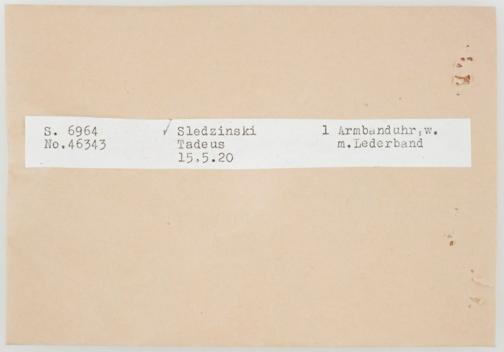 S. 6964 ✓ Sledzinski 1 Armbanduhr,w.
No.46343 Tadeus m.Lederband
15.5.20